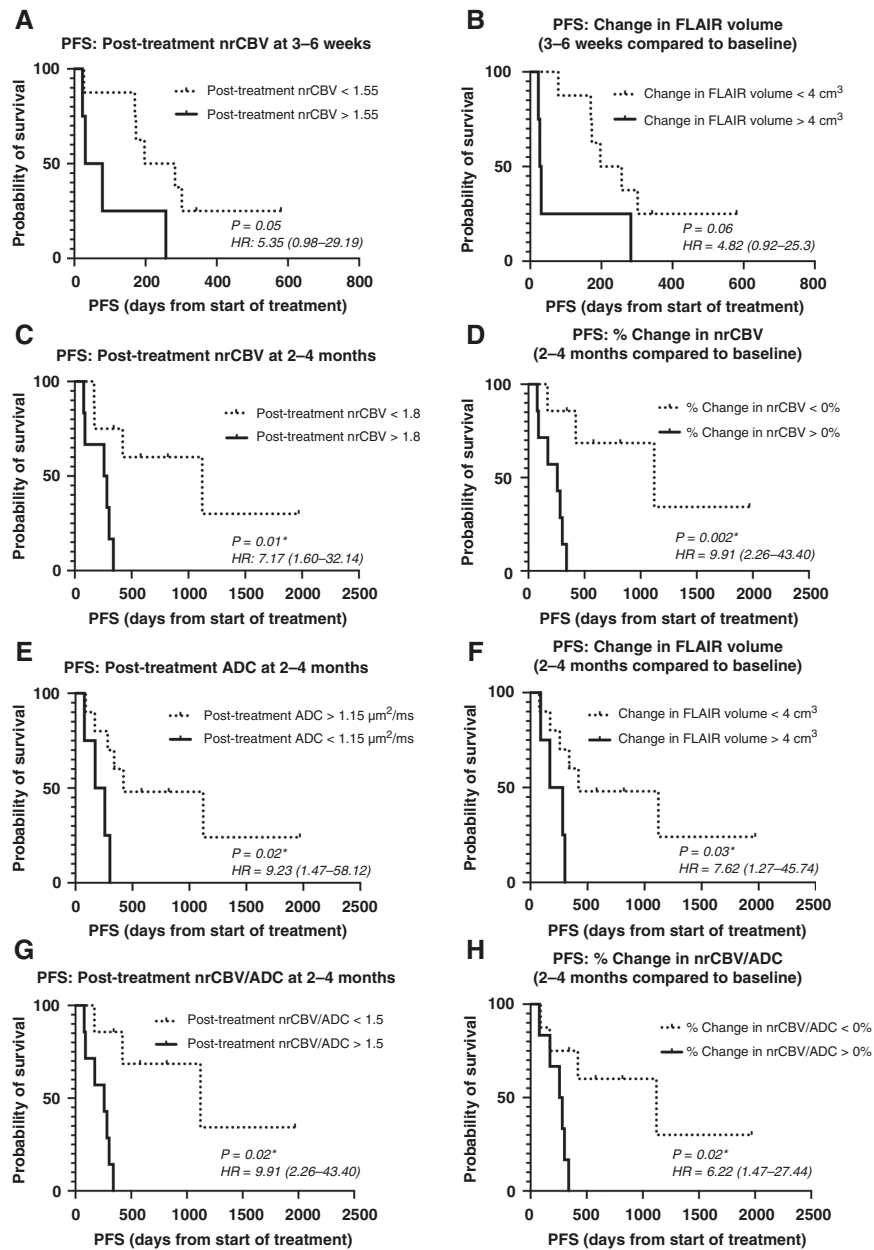 A
PFS: Post-treatment nrCBV at 3–6 weeks
Probability of survival
100
50
0
Post-treatment nrCBV < 1.55
Post-treatment nrCBV > 1.55
P = 0.05
HR: 5.35 (0.98–29.19)
0 200 400 600 800
PFS (days from start of treatment)
B
PFS: Change in FLAIR volume
(3–6 weeks compared to baseline)
Probability of survival
100
50
0
Change in FLAIR volume < 4 cm³
Change in FLAIR volume > 4 cm³
P = 0.06
HR = 4.82 (0.92–25.3)
0 200 400 600 800
PFS (days from start of treatment)
C
PFS: Post-treatment nrCBV at 2–4 months
Probability of survival
100
50
0
Post-treatment nrCBV < 1.8
Post-treatment nrCBV > 1.8
P = 0.01*
HR: 7.17 (1.60–32.14)
0 500 1000 1500 2000 2500
PFS (days from start of treatment)
D
PFS: % Change in nrCBV
(2–4 months compared to baseline)
Probability of survival
100
50
0
% Change in nrCBV < 0%
% Change in nrCBV > 0%
P = 0.002*
HR = 9.91 (2.26–43.40)
0 500 1000 1500 2000 2500
PFS (days from start of treatment)
E
PFS: Post-treatment ADC at 2–4 months
Probability of survival
100
50
0
Post-treatment ADC > 1.15 µm²/ms
Post-treatment ADC < 1.15 µm²/ms
P = 0.02*
HR = 9.23 (1.47–58.12)
0 500 1000 1500 2000 2500
PFS (days from start of treatment)
F
PFS: Change in FLAIR volume
(2–4 months compared to baseline)
Probability of survival
100
50
0
Change in FLAIR volume < 4 cm³
Change in FLAIR volume > 4 cm³
P = 0.03*
HR = 7.62 (1.27–45.74)
0 500 1000 1500 2000 2500
PFS (days from start of treatment)
G
PFS: Post-treatment nrCBV/ADC at 2–4 months
Probability of survival
100
50
0
Post-treatment nrCBV/ADC < 1.5
Post-treatment nrCBV/ADC > 1.5
P = 0.02*
HR = 9.91 (2.26–43.40)
0 500 1000 1500 2000 2500
PFS (days from start of treatment)
H
PFS: % Change in nrCBV/ADC
(2–4 months compared to baseline)
Probability of survival
100
50
0
% Change in nrCBV/ADC < 0%
% Change in nrCBV/ADC > 0%
P = 0.02*
HR = 6.22 (1.47–27.44)
0 500 1000 1500 2000 2500
PFS (days from start of treatment)